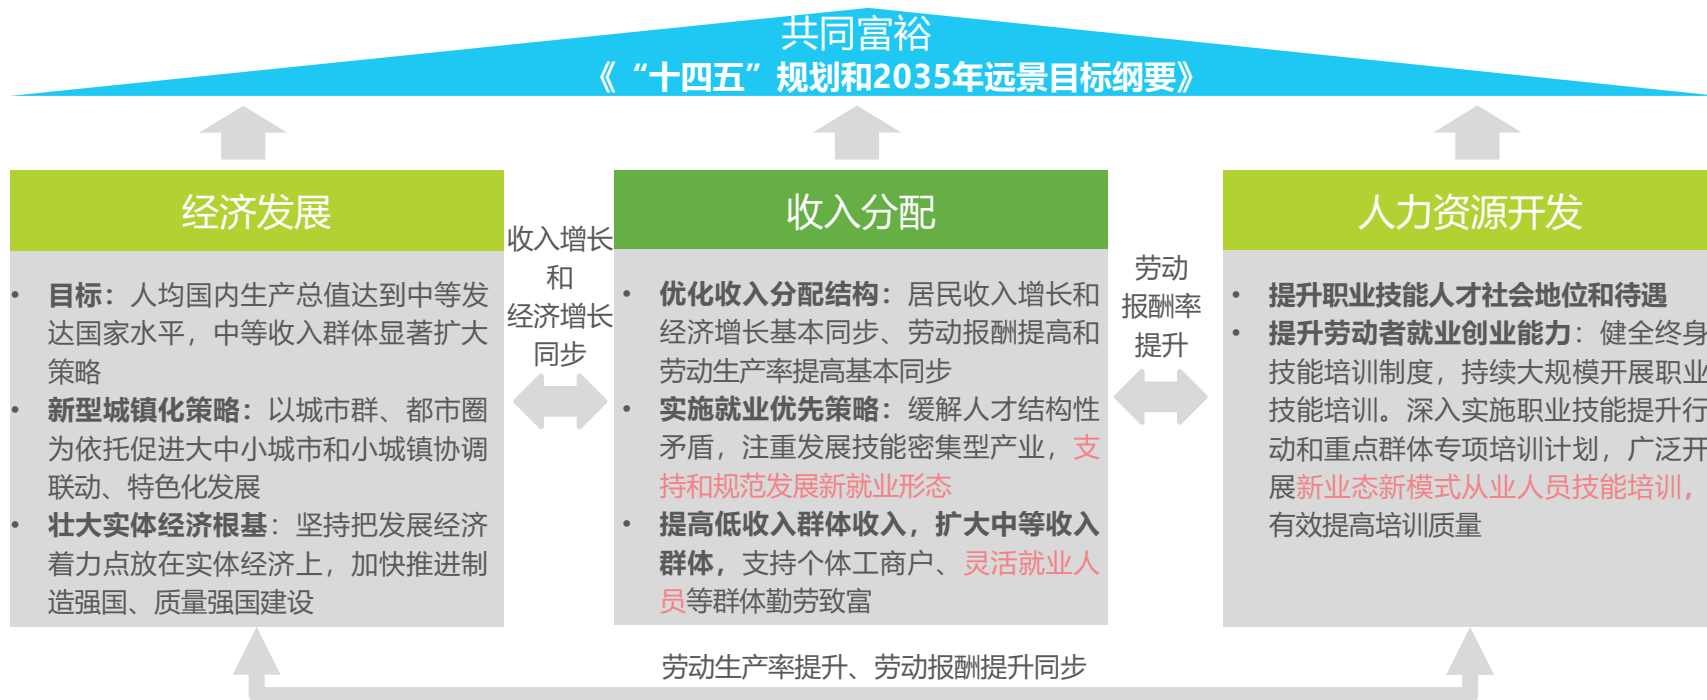 共同富裕
《“十四五”规划和2035年远景目标纲要》
经济发展
• 目标：人均国内生产总值达到中等发
达国家水平，中等收入群体显著扩大
策略
• 新型城镇化策略：以城市群、都市圈
为依托促进大中小城市和小城镇协调
联动、特色化发展
• 壮大实体经济根基：坚持把发展经济
着力点放在实体经济上，加快推进制
造强国、质量强国建设
收入增长
和
经济增长
同步
收入分配
• 优化收入分配结构：居民收入增长和
经济增长基本同步、劳动报酬提高和
劳动生产率提高基本同步
• 实施就业优先策略：缓解人才结构性
矛盾，注重发展技能密集型产业，支
持和规范发展新就业形态
• 提高低收入群体收入，扩大中等收入
群体，支持个体工商户、灵活就业人
员等群体勤劳致富
劳动
报酬率
提升
人力资源开发
• 提升职业技能人才社会地位和待遇
• 提升劳动者就业创业能力：健全终身
技能培训制度，持续大规模开展职业
技能培训。深入实施职业技能提升行
动和重点群体专项培训计划，广泛开
展新业态新模式从业人员技能培训，
有效提高培训质量
劳动生产率提升、劳动报酬提升同步